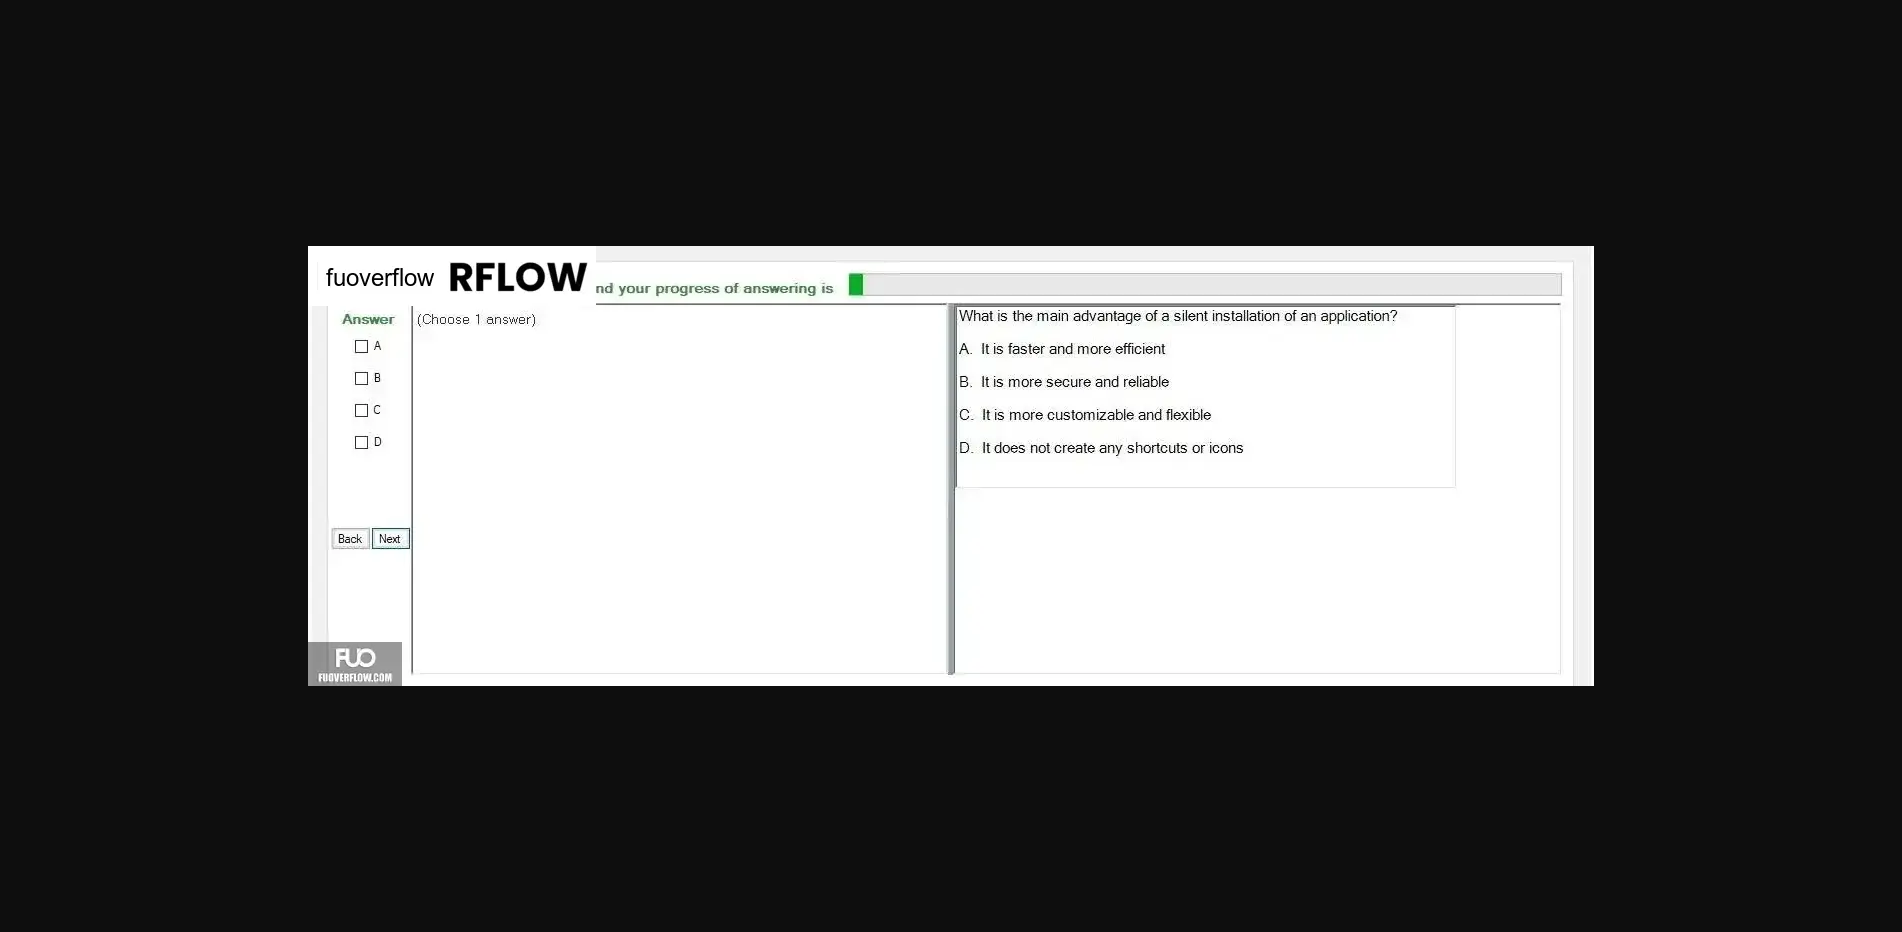 fuoverflow RFLOW
nd your progress of answering is
Answer
(Choose 1 answer)
A
B
C
D
Back Next
What is the main advantage of a silent installation of an application?
A. It is faster and more efficient
B. It is more secure and reliable
C. It is more customizable and flexible
D. It does not create any shortcuts or icons
FUO
FUOVERFLOW.COM